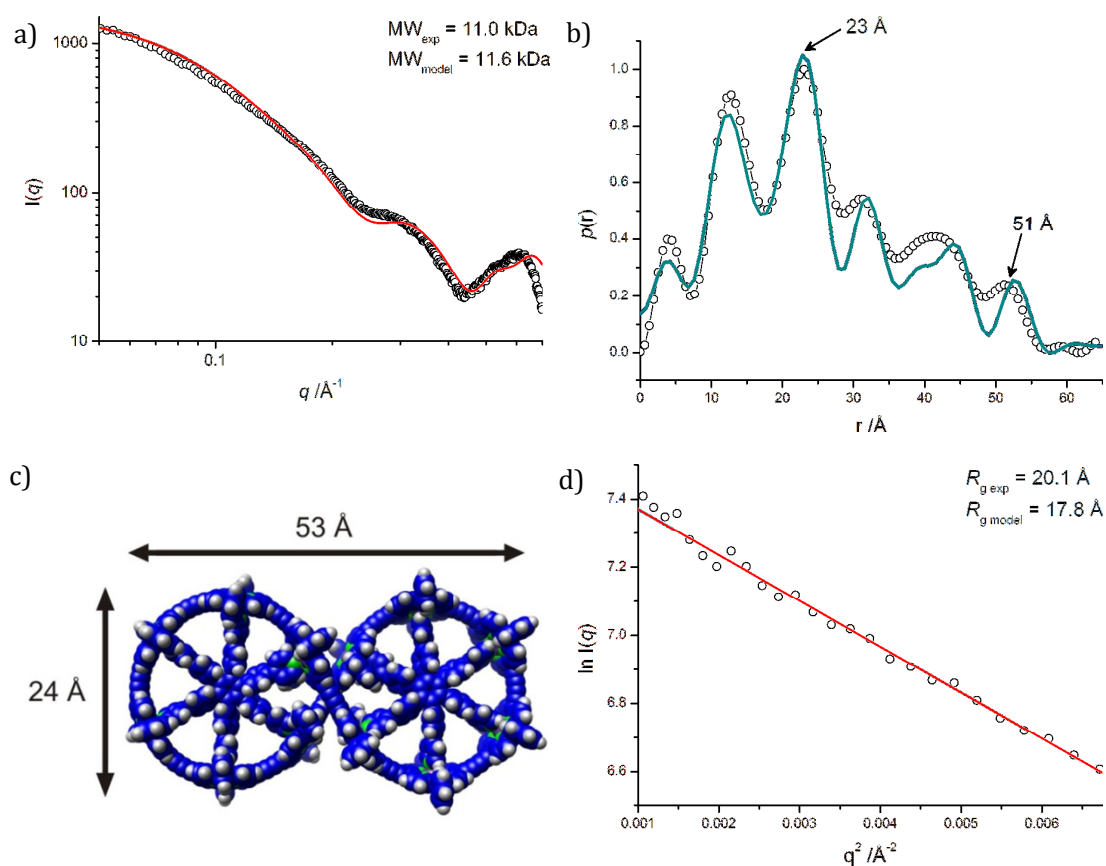 a)
MWexp = 11.0 kDa
MWmodel = 11.6 kDa
1000
100
10
I(q)
0.1
q /Å-1
b)
23 Å
51 Å
1.0
0.8
0.6
0.4
0.2
0.0
p(r)
0 10 20 30 40 50 60
r /Å
c)
53 Å
24 Å
d)
Rg exp = 20.1 Å
Rg model = 17.8 Å
7.4
7.2
7.0
6.8
6.6
ln I(q)
0.001 0.002 0.003 0.004 0.005 0.006
q2 /Å-2